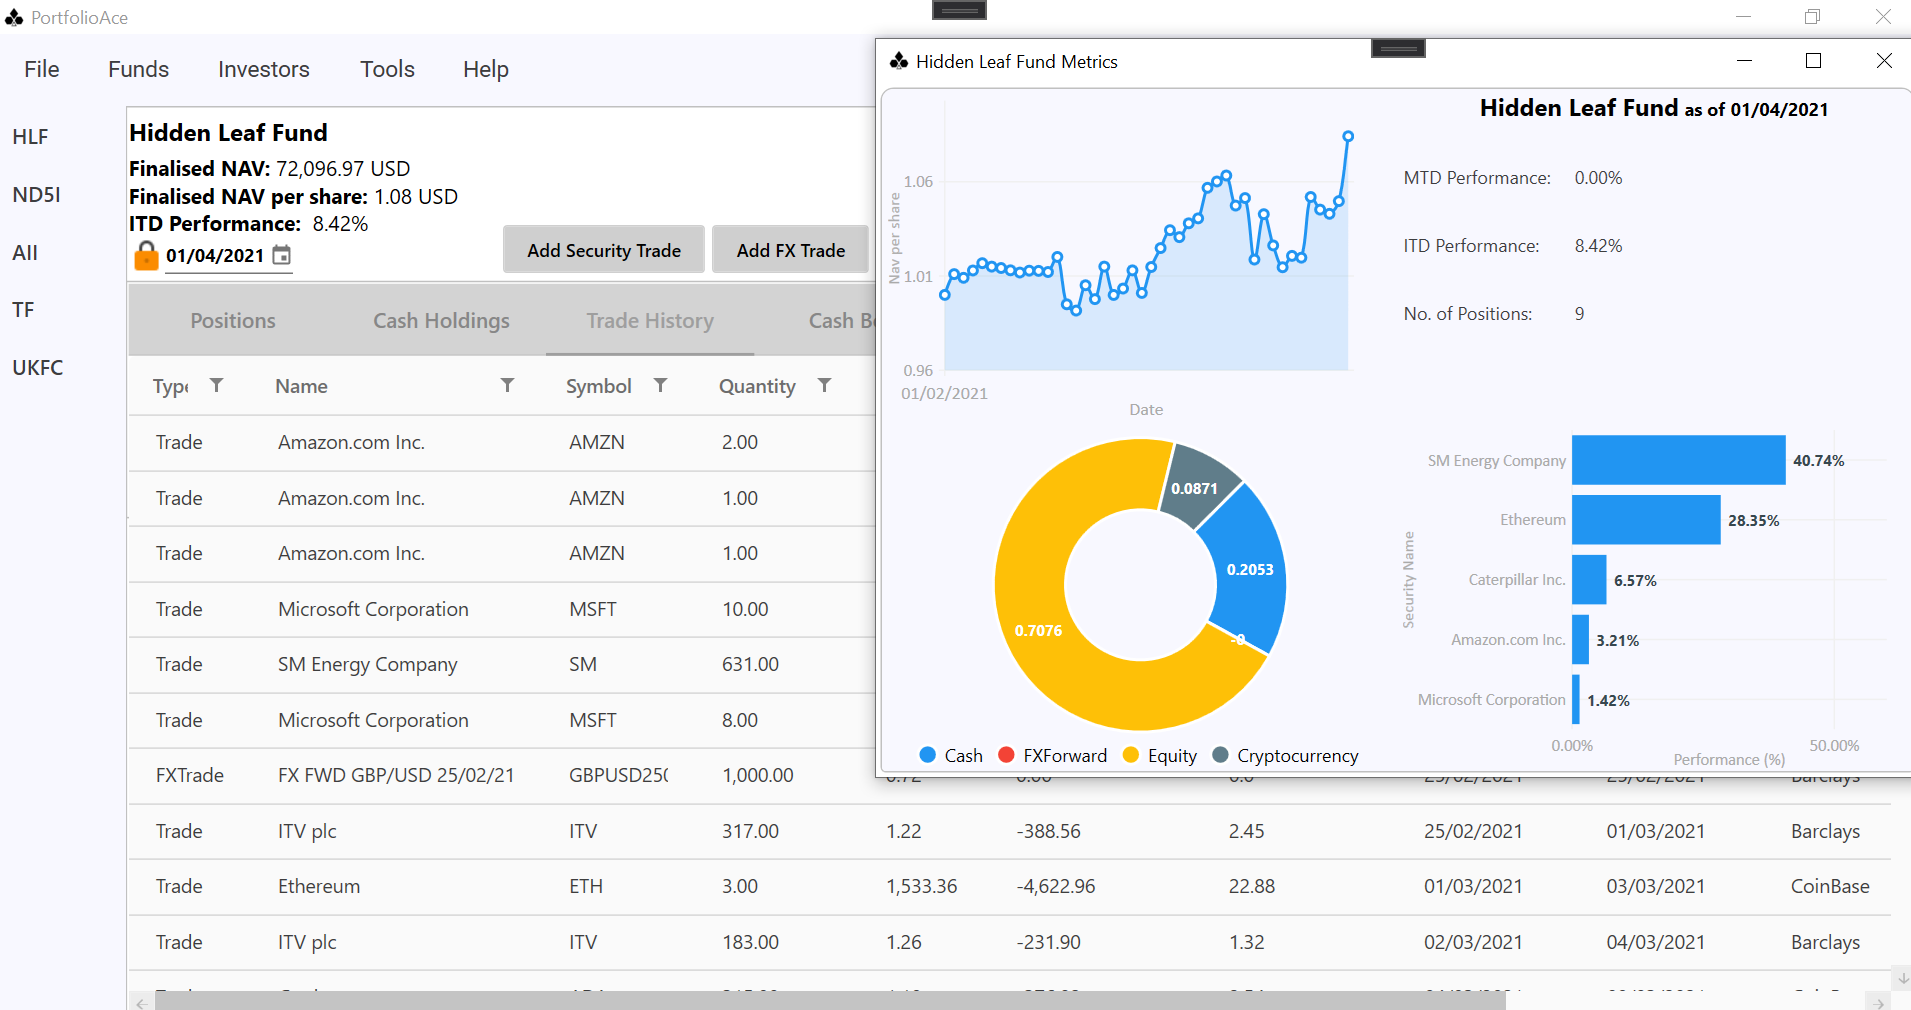 PortfolioAce
File Funds Investors Tools Help
HLF
ND5I
All
TF
UKFC
Hidden Leaf Fund
Finalised NAV: 72,096.97 USD
Finalised NAV per share: 1.08 USD
ITD Performance: 8.42%
01/04/2021
Add Security Trade Add FX Trade
Positions Cash Holdings Trade History Cash
Type Name Symbol Quantity
Trade Amazon.com Inc. AMZN 2.00
Trade Amazon.com Inc. AMZN 1.00
Trade Amazon.com Inc. AMZN 1.00
Trade Microsoft Corporation MSFT 10.00
Trade SM Energy Company SM 631.00
Trade Microsoft Corporation MSFT 8.00
FXTrade FX FWD GBP/USD 25/02/21 GBPUSD25 1,000.00
Trade ITV plc ITV 317.00 1.22 -388.56 2.45 25/02/2021 01/03/2021 Barclays
Trade Ethereum ETH 3.00 1,533.36 -4,622.96 22.88 01/03/2021 03/03/2021 CoinBase
Trade ITV plc ITV 183.00 1.26 -231.90 1.32 02/03/2021 04/03/2021 Barclays
Hidden Leaf Fund Metrics
Hidden Leaf Fund as of 01/04/2021
MTD Performance: 0.00%
ITD Performance: 8.42%
No. of Positions: 9
Nav per share
1.06
1.01
0.96
01/02/2021
Date
0.0871
0.2053
-0
0.7076
Cash FXForward Equity Cryptocurrency
Security Name
SM Energy Company 40.74%
Ethereum 28.35%
Caterpillar Inc. 6.57%
Amazon.com Inc. 3.21%
Microsoft Corporation 1.42%
0.00% 50.00%
Performance (%)